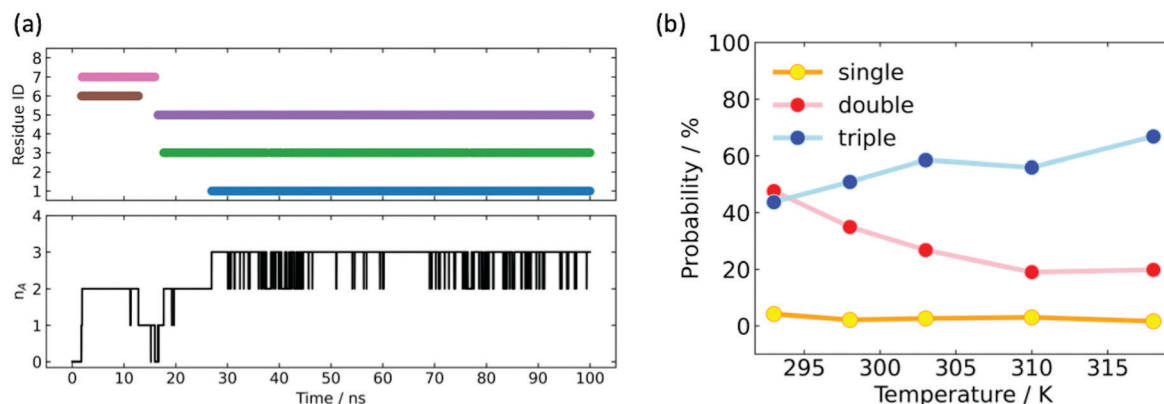 (a)
8
7
6
5
4
3
2
1
Residue ID
4
3
2
1
0
n_A
0 10 20 30 40 50 60 70 80 90 100
Time / ns
(b)
100
80
60
40
20
0
Probability / %
single
double
triple
295 300 305 310 315
Temperature / K